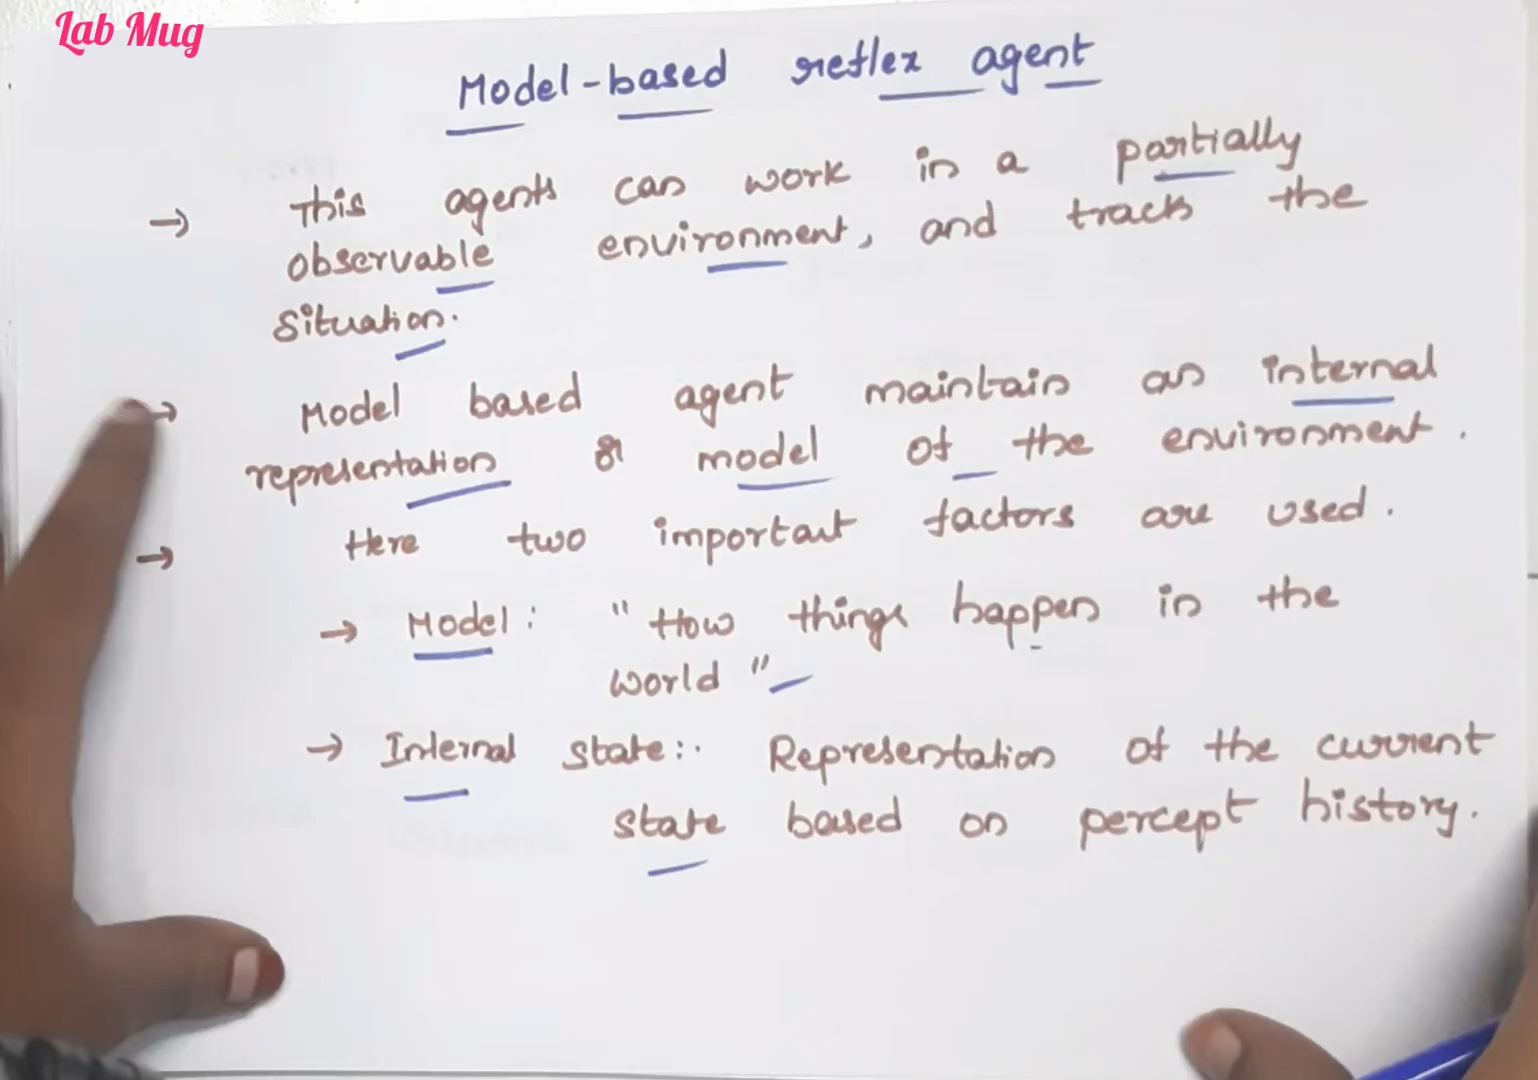 Lab Mug
Model-based reflex agent
→ This agents can work in a partially
observable environment, and track the
situation.
→ Model based agent maintain an internal
representation or model of the environment.
→ Here two important factors are used.
→ Model: "How things happen in the
world"
→ Internal state:. Representation of the current
state based on percept history.